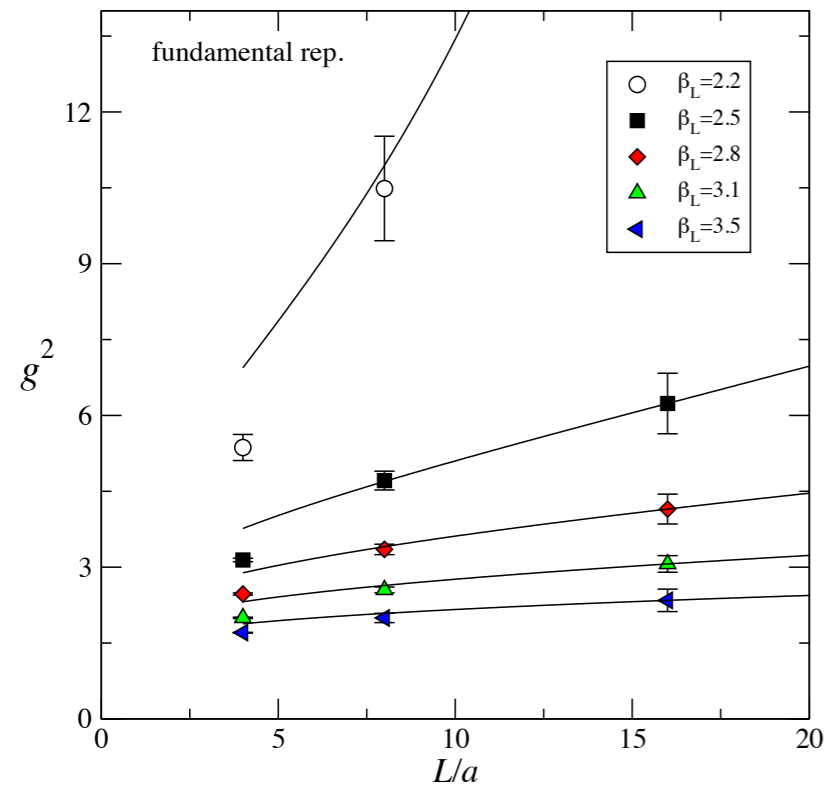 fundamental rep.
β_L=2.2
β_L=2.5
β_L=2.8
β_L=3.1
β_L=3.5
12
9
6
3
0
g^2
0 5 10 15 20
L/a